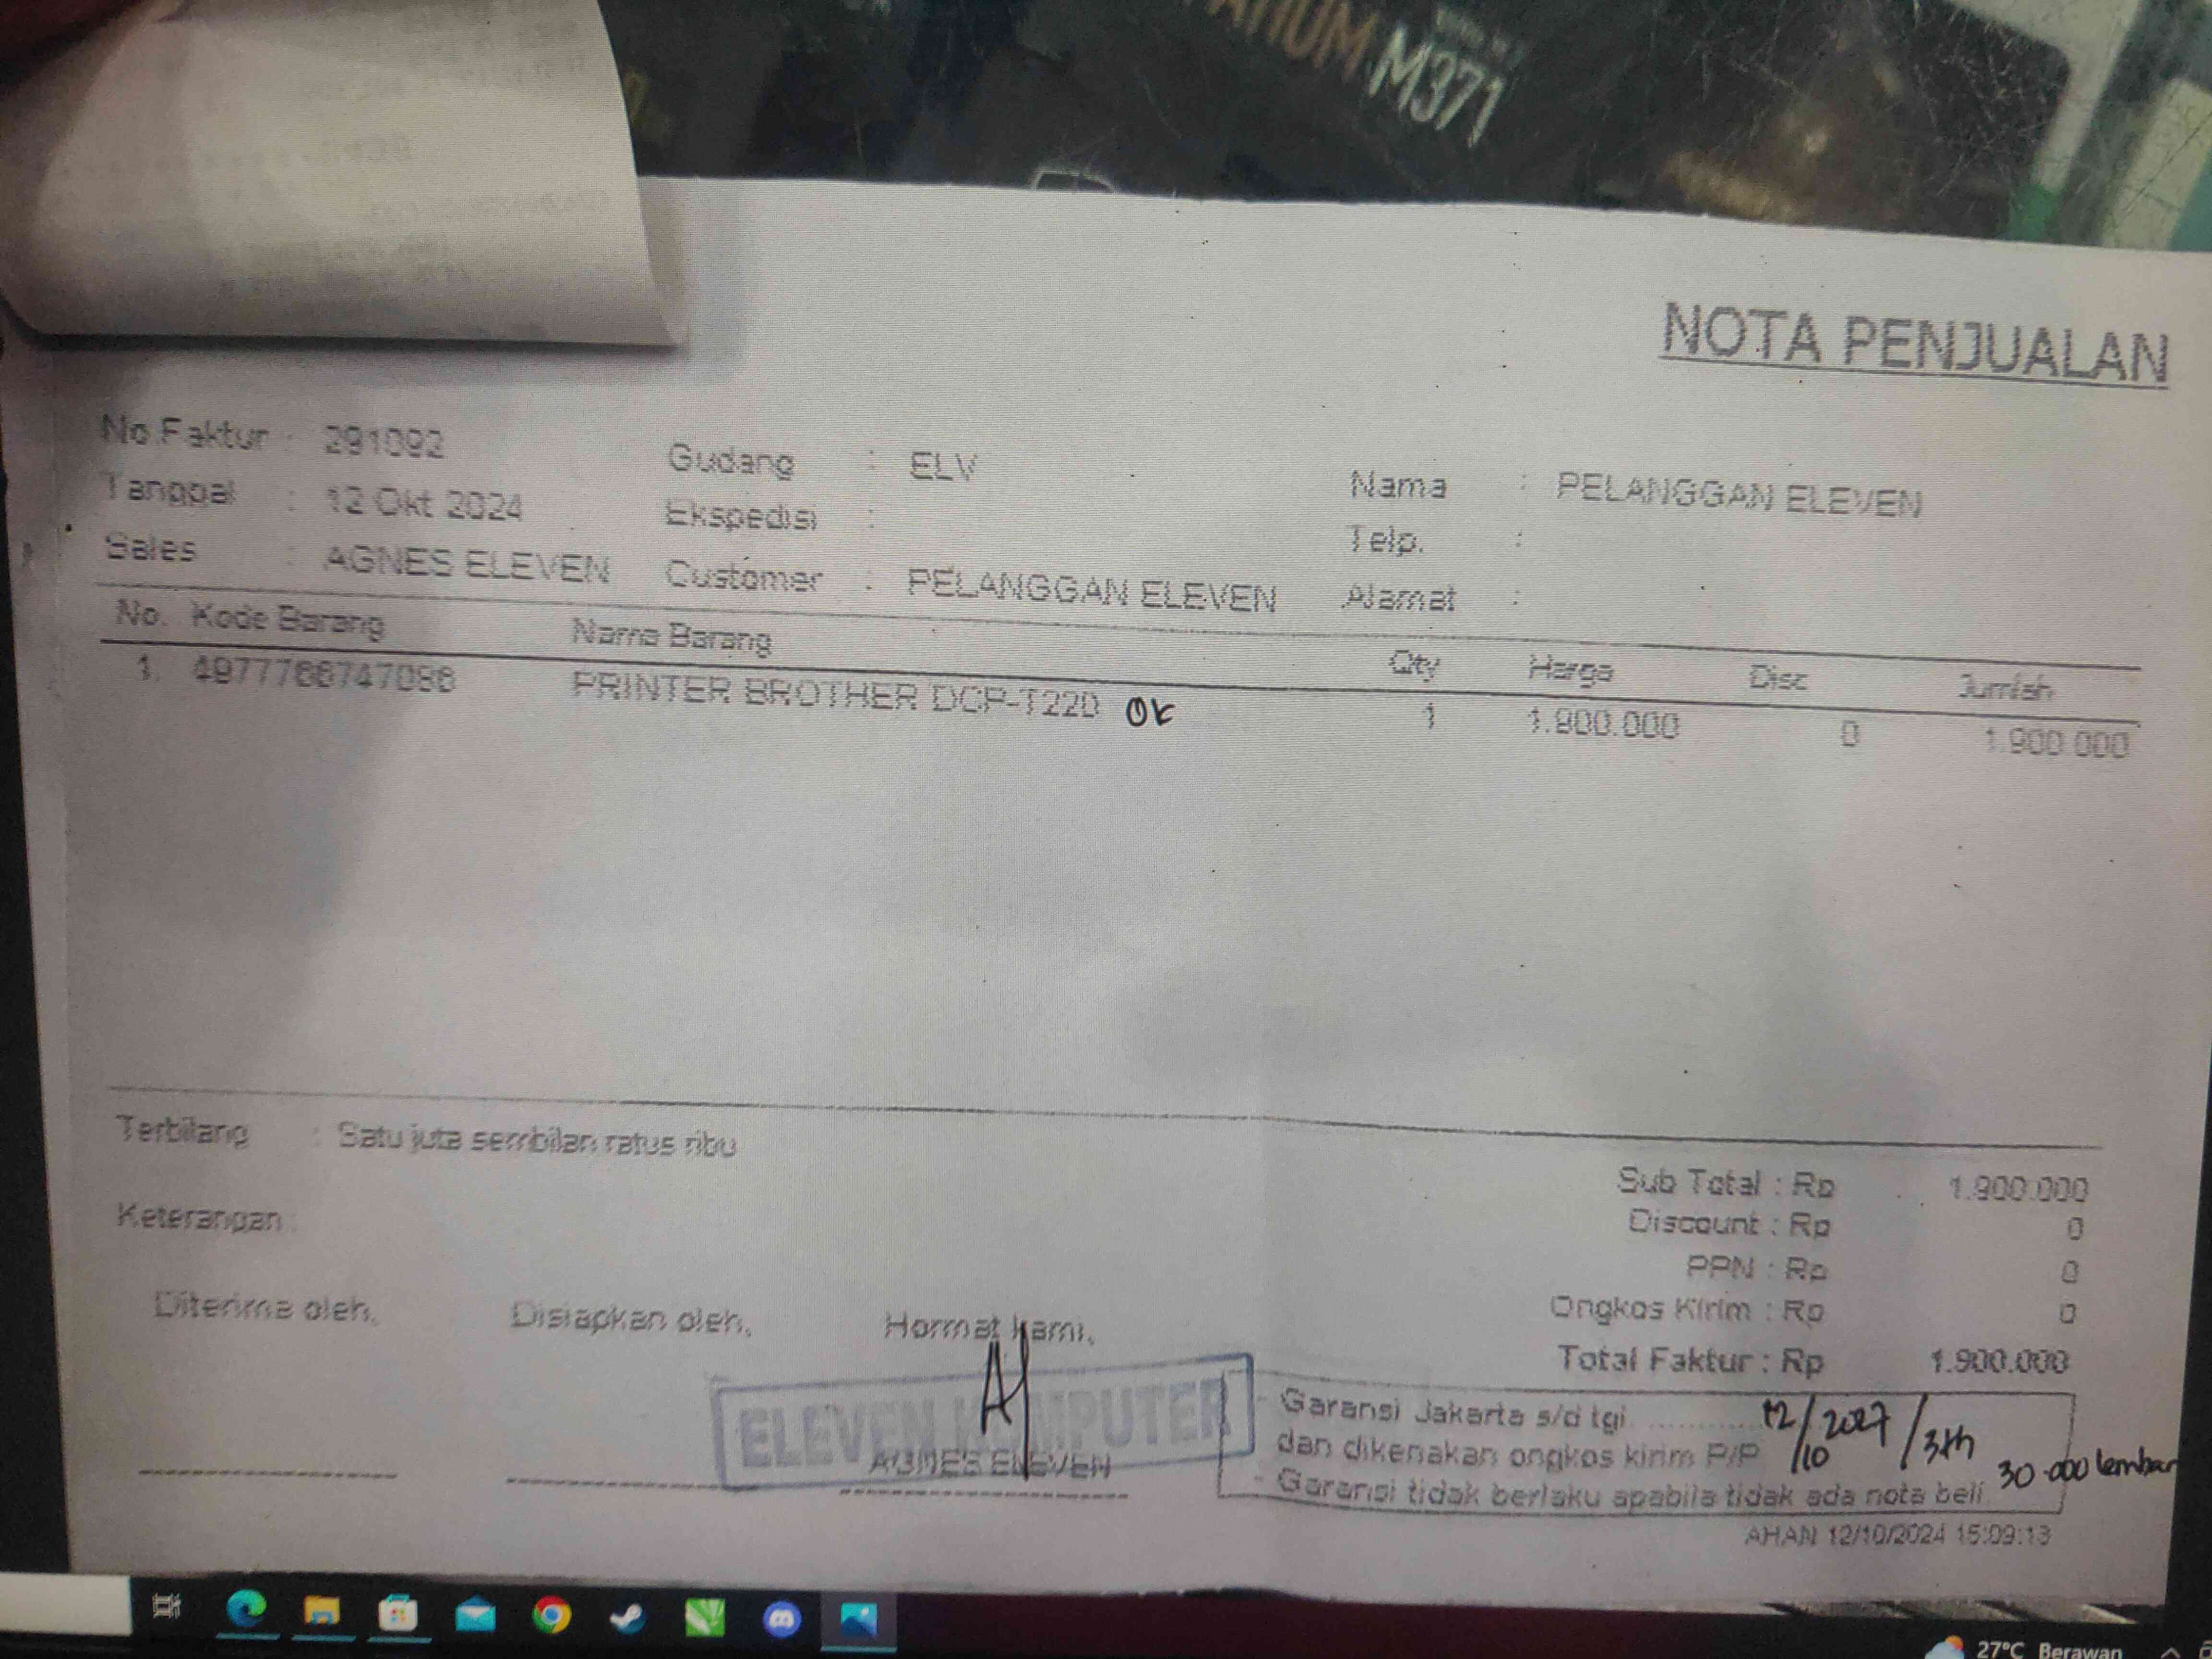 M371
NOTA PENJUALAN
No.Faktur : 291092
Tanggal : 12 Okt 2024
Sales : AGNES ELEVEN
Gudang : ELV
Ekspedisi :
Customer : PELANGGAN ELEVEN
Nama : PELANGGAN ELEVEN
Telp. :
Alamat :
No. Kode Barang Nama Barang Qty Harga Disc Jumlah
1. 4977766747086 PRINTER BROTHER DCP-T220 OK 1 1.900.000 0 1.900.000
Terbilang : Satu juta sembilan ratus ribu
Keterangan :
Sub Total : Rp 1.900.000
Discount : Rp 0
PPN : Rp 0
Ongkos Kirim : Rp 0
Total Faktur : Rp 1.900.000
Diterima oleh, Disiapkan oleh, Hormat kami,
ELEVEN KOMPUTER
AGNES ELEVEN
- Garansi Jakarta s/d tgl ........... 12/10/2027 / 3th
dan dikenakan ongkos kirim P/P
30.000 lembar
- Garansi tidak berlaku apabila tidak ada nota beli
AHAN 12/10/2024 15:09:13
27°C Berawan